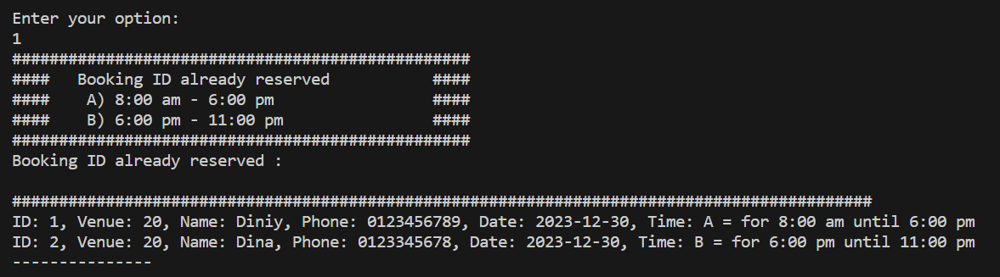 Enter your option:
1
#################################################
####   Booking ID already reserved           ####
####    A) 8:00 am - 6:00 pm                 ####
####    B) 6:00 pm - 11:00 pm                ####
#################################################
Booking ID already reserved :

############################################################################################
ID: 1, Venue: 20, Name: Diniy, Phone: 0123456789, Date: 2023-12-30, Time: A = for 8:00 am until 6:00 pm
ID: 2, Venue: 20, Name: Dina, Phone: 0123345678, Date: 2023-12-30, Time: B = for 6:00 pm until 11:00 pm
---------------